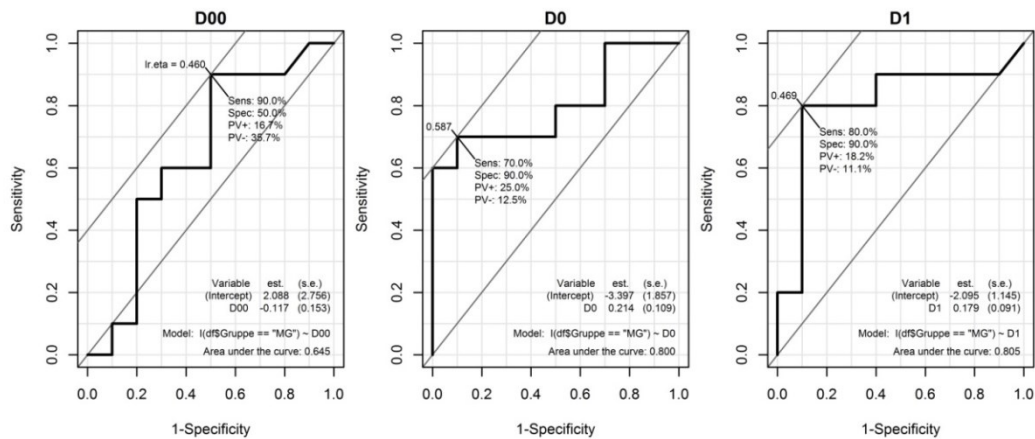 D00
Sensitivity
1.0
0.8
0.6
0.4
0.2
0.0
lr.eta = 0.460
Sens: 90.0%
Spec: 50.0%
PV+: 16.7%
PV-: 35.7%
Variable est. (s.e.)
(Intercept) 2.088 (2.756)
D00 -0.117 (0.153)
Model: I(df$Gruppe == "MG") ~ D00
Area under the curve: 0.645
0.0 0.2 0.4 0.6 0.8 1.0
1-Specificity
D0
Sensitivity
1.0
0.8
0.6
0.4
0.2
0.0
0.587
Sens: 70.0%
Spec: 90.0%
PV+: 25.0%
PV-: 12.5%
Variable est. (s.e.)
(Intercept) -3.397 (1.857)
D0 0.214 (0.109)
Model: I(df$Gruppe == "MG") ~ D0
Area under the curve: 0.800
0.0 0.2 0.4 0.6 0.8 1.0
1-Specificity
D1
Sensitivity
1.0
0.8
0.6
0.4
0.2
0.0
0.469
Sens: 80.0%
Spec: 90.0%
PV+: 18.2%
PV-: 11.1%
Variable est. (s.e.)
(Intercept) -2.095 (1.145)
D1 0.179 (0.091)
Model: I(df$Gruppe == "MG") ~ D1
Area under the curve: 0.805
0.0 0.2 0.4 0.6 0.8 1.0
1-Specificity